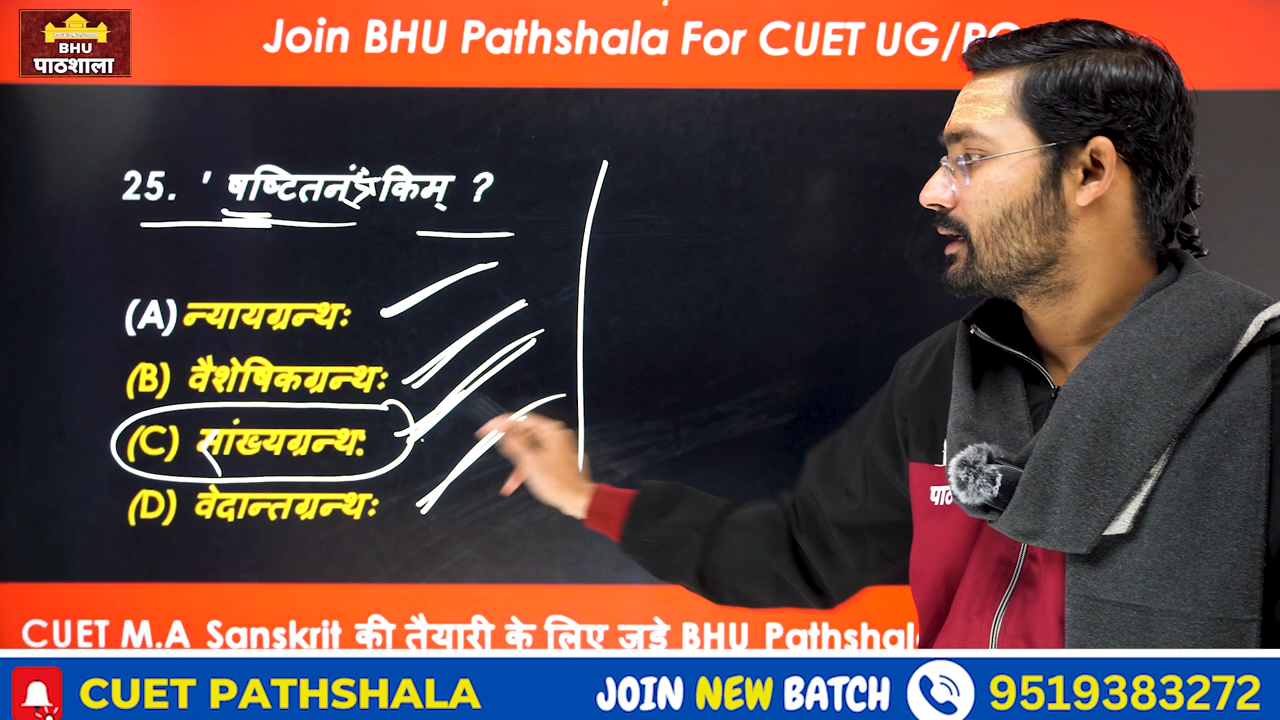 Join BHU Pathshala For CUET UG/PG
BHU
पाठशाला
25. ' षष्टितन्त्रं किम् ?
(A) न्यायग्रन्थः
(B) वैशेषिकग्रन्थः
(C) सांख्यग्रन्थः
(D) वेदान्तग्रन्थः
पाठ
CUET M.A Sanskrit की तैयारी के लिए जुड़े BHU Pathshal
CUET PATHSHALA
JOIN NEW BATCH
9519383272